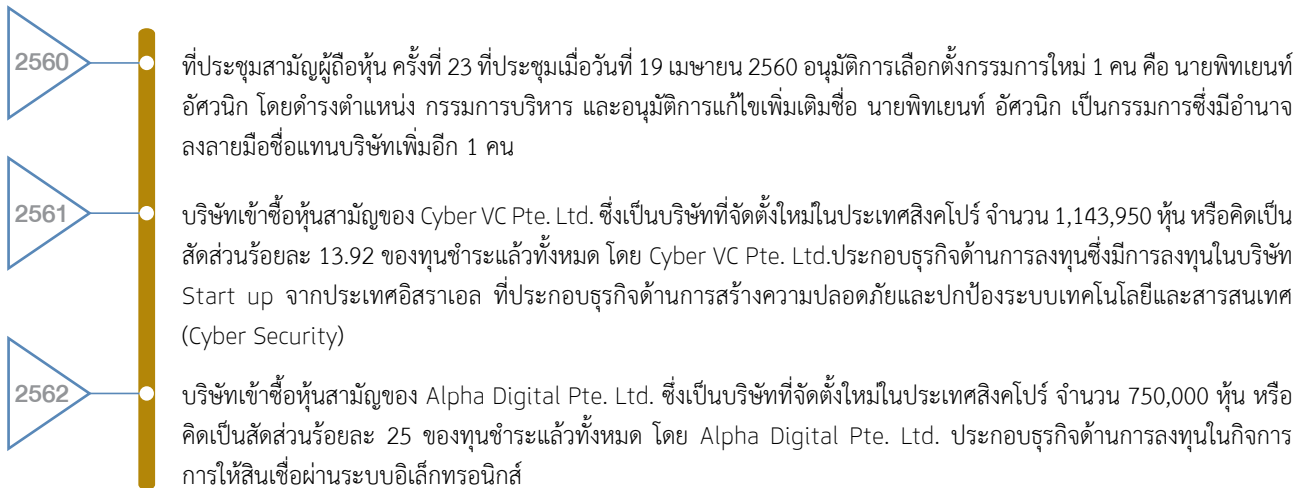 2560
ที่ประชุมสามัญผู้ถือหุ้น ครั้งที่ 23 ที่ประชุมเมื่อวันที่ 19 เมษายน 2560 อนุมัติการเลือกตั้งกรรมการใหม่ 1 คน คือ นายพิทเยนท์
อัศวนิก โดยดำรงตำแหน่ง กรรมการบริหาร และอนุมัติการแก้ไขเพิ่มเติมชื่อ นายพิทเยนท์ อัศวนิก เป็นกรรมการซึ่งมีอำนาจ
ลงลายมือชื่อแทนบริษัทเพิ่มอีก 1 คน
2561
บริษัทเข้าซื้อหุ้นสามัญของ Cyber VC Pte. Ltd. ซึ่งเป็นบริษัทที่จัดตั้งใหม่ในประเทศสิงคโปร์ จำนวน 1,143,950 หุ้น หรือคิดเป็น
สัดส่วนร้อยละ 13.92 ของทุนชำระแล้วทั้งหมด โดย Cyber VC Pte. Ltd.ประกอบธุรกิจด้านการลงทุนซึ่งมีการลงทุนในบริษัท
Start up จากประเทศอิสราเอล ที่ประกอบธุรกิจด้านการสร้างความปลอดภัยและปกป้องระบบเทคโนโลยีและสารสนเทศ
(Cyber Security)
2562
บริษัทเข้าซื้อหุ้นสามัญของ Alpha Digital Pte. Ltd. ซึ่งเป็นบริษัทที่จัดตั้งใหม่ในประเทศสิงคโปร์ จำนวน 750,000 หุ้น หรือ
คิดเป็นสัดส่วนร้อยละ 25 ของทุนชำระแล้วทั้งหมด โดย Alpha Digital Pte. Ltd. ประกอบธุรกิจด้านการลงทุนในกิจการ
การให้สินเชื่อผ่านระบบอิเล็กทรอนิกส์